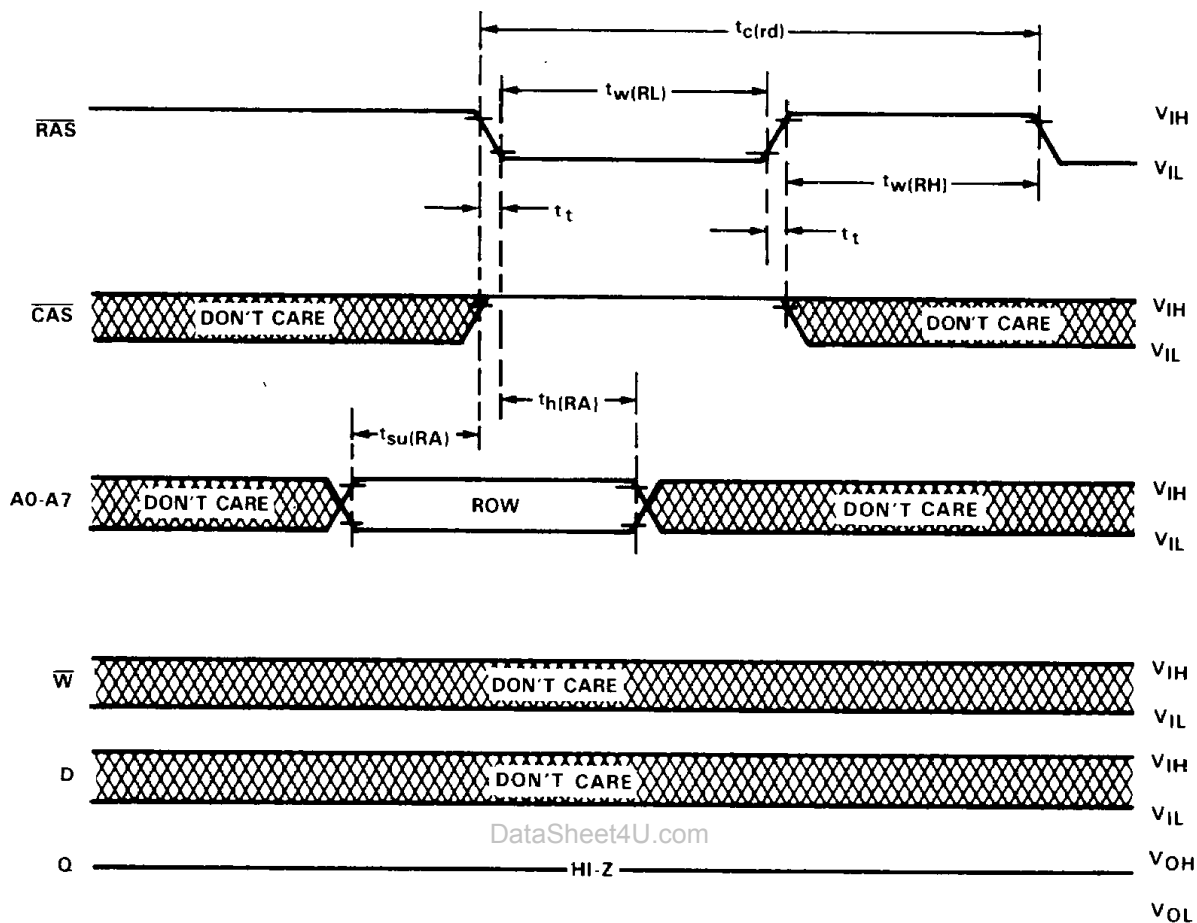 tc(rd)
tw(RL)
RAS
VIH
VIL
tw(RH)
tt
tt
CAS
DON'T CARE
DON'T CARE
VIH
VIL
th(RA)
tsu(RA)
A0-A7
DON'T CARE
ROW
DON'T CARE
VIH
VIL
W
DON'T CARE
VIH
VIL
D
DON'T CARE
VIH
VIL
DataSheet4U.com
Q
HI-Z
VOH
VOL